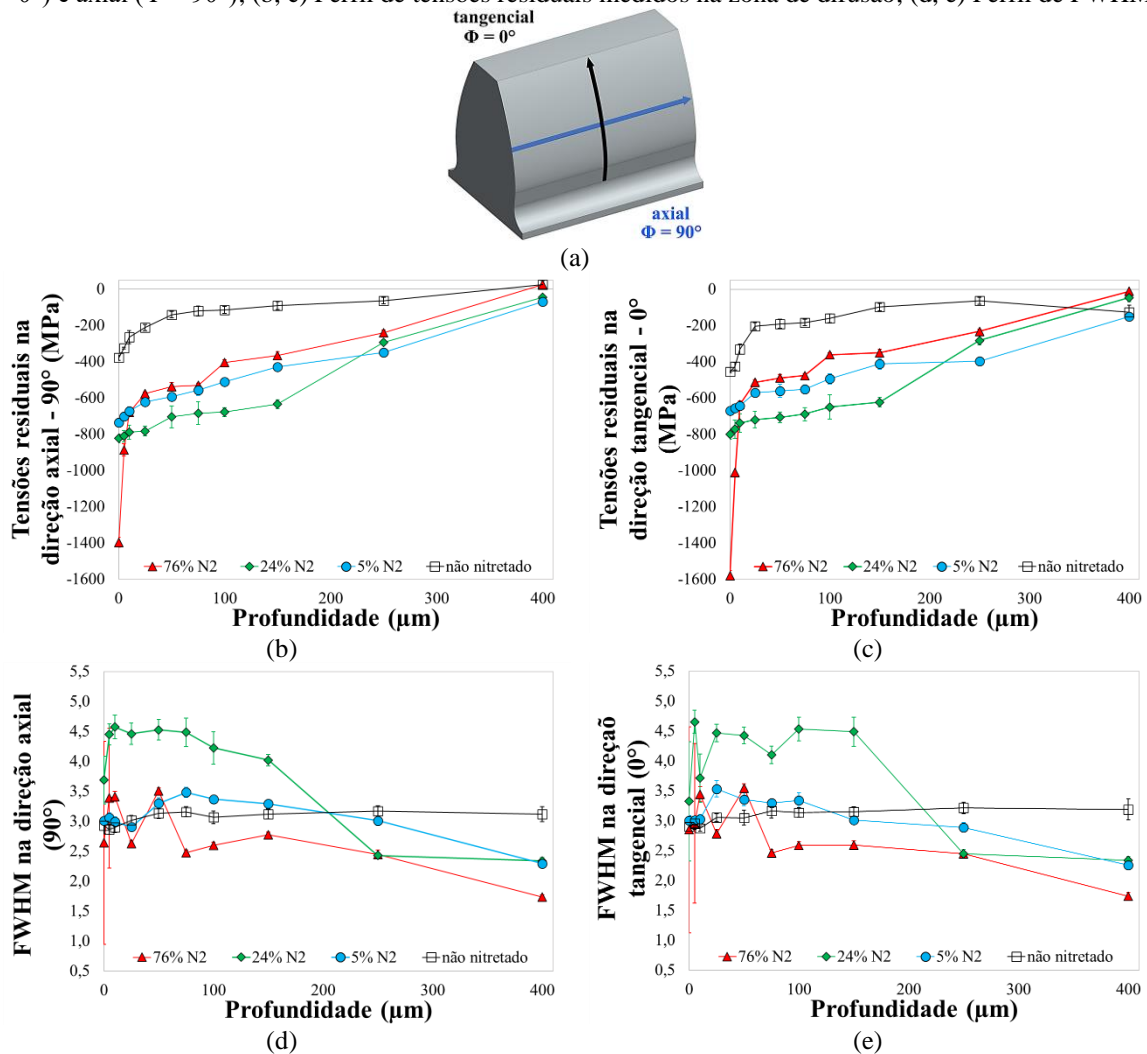 0°) e axial (Φ = 90°); (b, c) Perfil de tensões residuais medidos na zona de difusão; (d, e) Perfil de FWHM
tangencial
Φ = 0°
axial
Φ = 90°
(a)
Tensões residuais na
direção axial - 90° (MPa)
0
-200
-400
-600
-800
-1000
-1200
-1400
-1600
76% N2 24% N2 5% N2 não nitretado
0 100 200 300 400
Profundidade (µm)
(b)
Tensões residuais na
direção tangencial - 0°
(MPa)
0
-200
-400
-600
-800
-1000
-1200
-1400
-1600
76% N2 24% N2 5% N2 não nitretado
0 100 200 300 400
Profundidade (µm)
(c)
FWHM na direção axial
(90°)
5,5
5,0
4,5
4,0
3,5
3,0
2,5
2,0
1,5
1,0
0,5
76% N2 24% N2 5% N2 não nitretado
0 100 200 300 400
Profundidade (µm)
(d)
FWHM na direçaõ
tangencial (0°)
5,5
5,0
4,5
4,0
3,5
3,0
2,5
2,0
1,5
1,0
0,5
76% N2 24% N2 5% N2 não nitretado
0 100 200 300 400
Profundidade (µm)
(e)